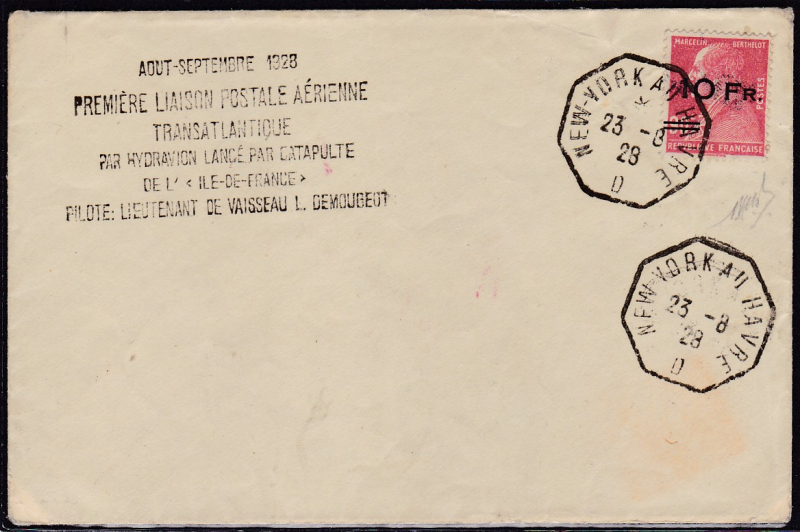 AOUT-SEPTEMBRE 1928
PREMIÈRE LIAISON POSTALE AÉRIENNE
TRANSATLANTIQUE
PAR HYDRAVION LANCÉ PAR CATAPULTE
DE L' < ILE-DE-FRANCE >
PILOTE: LIEUTENANT DE VAISSEAU L. DEMOUGEOT
MARCELIN BERTHELOT
10 FR.
POSTES
REPUBLIQUE FRANÇAISE
NEW-YORK AU HAVRE
23 -8
28
D
NEW-YORK AU HAVRE
23 -8
28
D